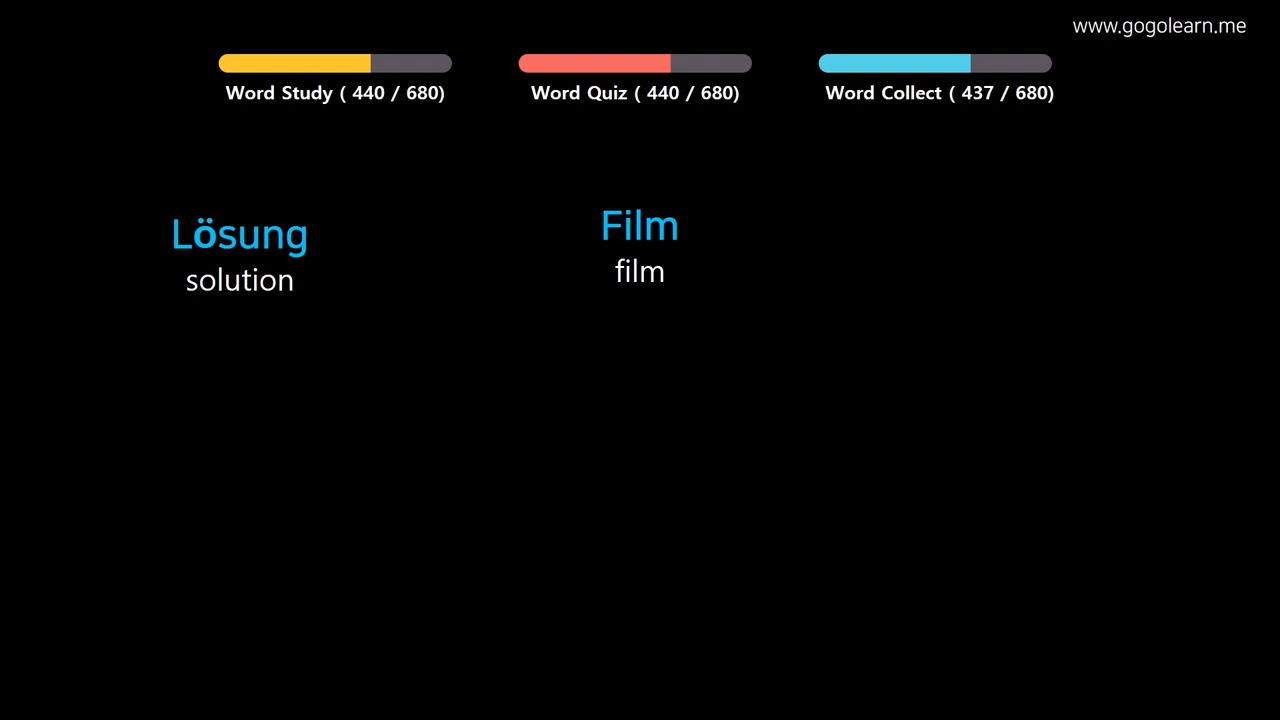 www.gogolearn.me
Word Study ( 440 / 680)
Word Quiz ( 440 / 680)
Word Collect ( 437 / 680)
Lösung
solution
Film
film